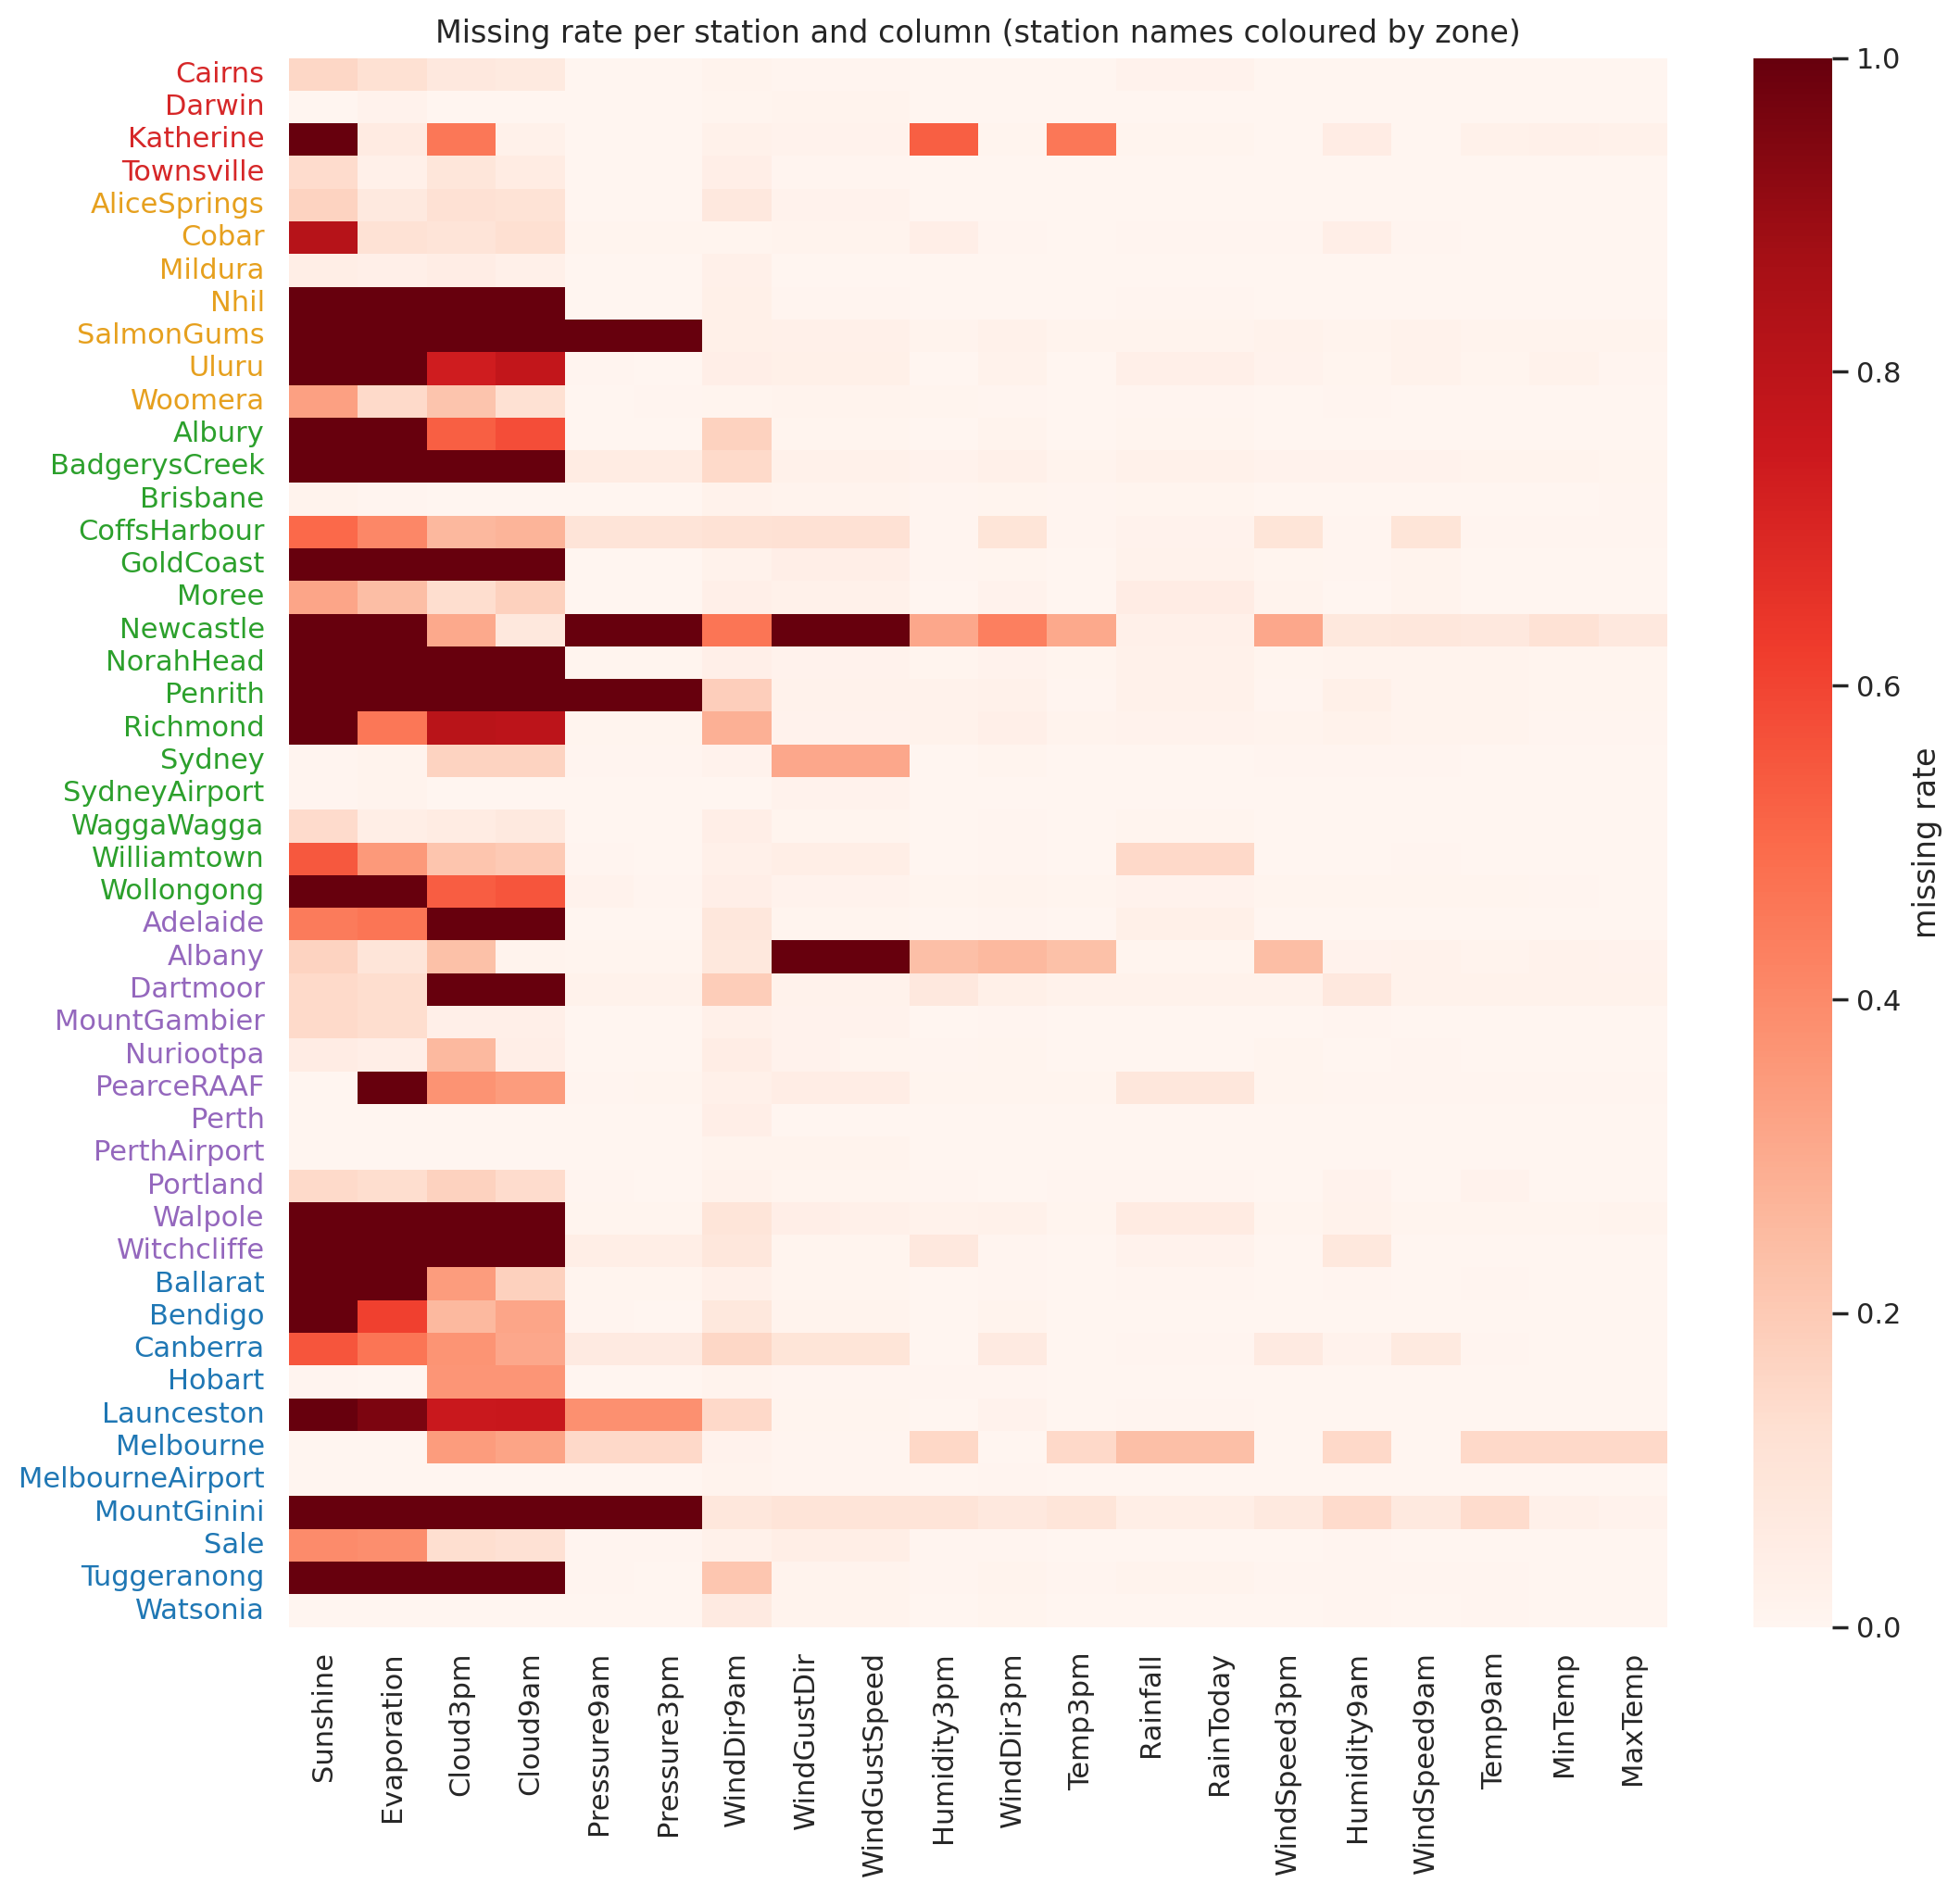 Missing rate per station and column (station names coloured by zone)
Cairns
Darwin
Katherine
Townsville
AliceSprings
Cobar
Mildura
Nhil
SalmonGums
Uluru
Woomera
Albury
BadgerysCreek
Brisbane
CoffsHarbour
GoldCoast
Moree
Newcastle
NorahHead
Penrith
Richmond
Sydney
SydneyAirport
WaggaWagga
Williamtown
Wollongong
Adelaide
Albany
Dartmoor
MountGambier
Nuriootpa
PearceRAAF
Perth
PerthAirport
Portland
Walpole
Witchcliffe
Ballarat
Bendigo
Canberra
Hobart
Launceston
Melbourne
MelbourneAirport
MountGinini
Sale
Tuggeranong
Watsonia
Sunshine
Evaporation
Cloud3pm
Cloud9am
Pressure9am
Pressure3pm
WindDir9am
WindGustDir
WindGustSpeed
Humidity3pm
WindDir3pm
Temp3pm
Rainfall
RainToday
WindSpeed3pm
Humidity9am
WindSpeed9am
Temp9am
MinTemp
MaxTemp
1.0
0.8
0.6
0.4
0.2
0.0
missing rate